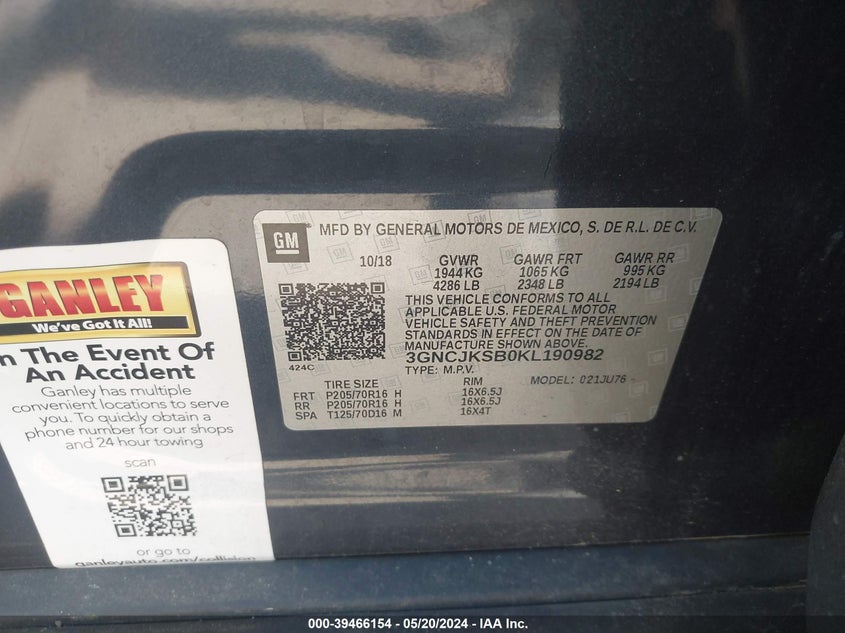 GM
MFD BY GENERAL MOTORS DE MEXICO, S. DE R.L. DE C.V.
10/18 GVWR GAWR FRT GAWR RR
1944 KG 1065 KG 995 KG
4286 LB 2348 LB 2194 LB
THIS VEHICLE CONFORMS TO ALL
APPLICABLE U.S. FEDERAL MOTOR
VEHICLE SAFETY AND THEFT PREVENTION
STANDARDS IN EFFECT ON THE DATE OF
MANUFACTURE SHOWN ABOVE.
424C 3GNCJKSB0KL190982
TYPE: M.P.V.
TIRE SIZE RIM MODEL: 021JU76
FRT P205/70R16 H 16X6.5J
RR P205/70R16 H 16X6.5J
SPA T125/70D16 M 16X4T
GANLEY
We've Got It All!
n The Event Of
An Accident
Ganley has multiple
convenient locations to serve
you. To quickly obtain a
phone number for our shops
and 24 hour towing
scan
or go to
ganleyauto.com/collision
000-39466154 — 05/20/2024 — IAA Inc.